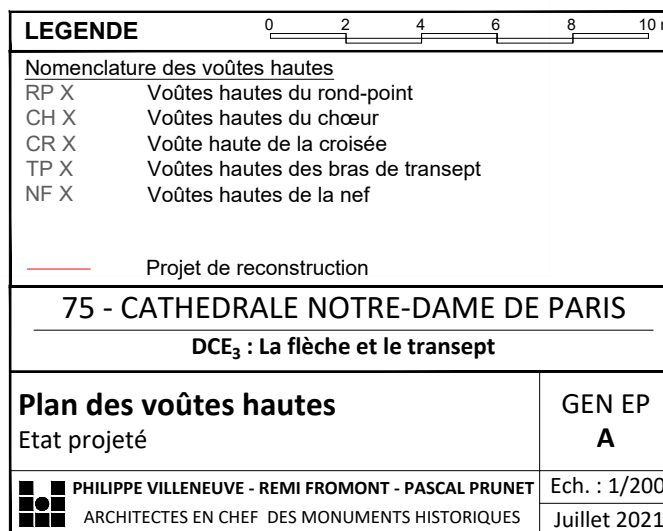 LEGENDE
0 2 4 6 8 10 m
Nomenclature des voûtes hautes
RP X Voûtes hautes du rond-point
CH X Voûtes hautes du chœur
CR X Voûte haute de la croisée
TP X Voûtes hautes des bras de transept
NF X Voûtes hautes de la nef
Projet de reconstruction
75 - CATHEDRALE NOTRE-DAME DE PARIS
DCE₃ : La flèche et le transept
Plan des voûtes hautes
Etat projeté
GEN EP
A
PHILIPPE VILLENEUVE - REMI FROMONT - PASCAL PRUNET
ARCHITECTES EN CHEF DES MONUMENTS HISTORIQUES
Ech. : 1/200
Juillet 2021